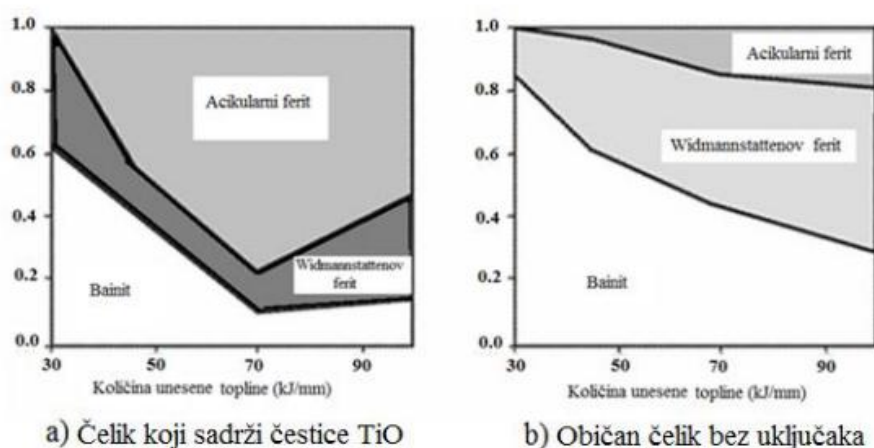 1.0
0.8
0.6
0.4
0.2
0.0
30
50
70
90
Acikularni ferit
Widmannstattenov
ferit
Bainit
Količina unesene topline (kJ/mm)
a) Čelik koji sadrži čestice TiO
1.0
0.8
0.6
0.4
0.2
0.0
30
50
70
90
Acikularni ferit
Widmannstattenov ferit
Bainit
Količina unesene topline (kJ/mm)
b) Običan čelik bez uključaka